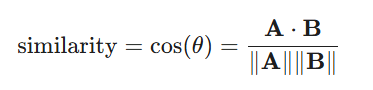 similarity = cos(θ) = A · B / ‖A‖‖B‖